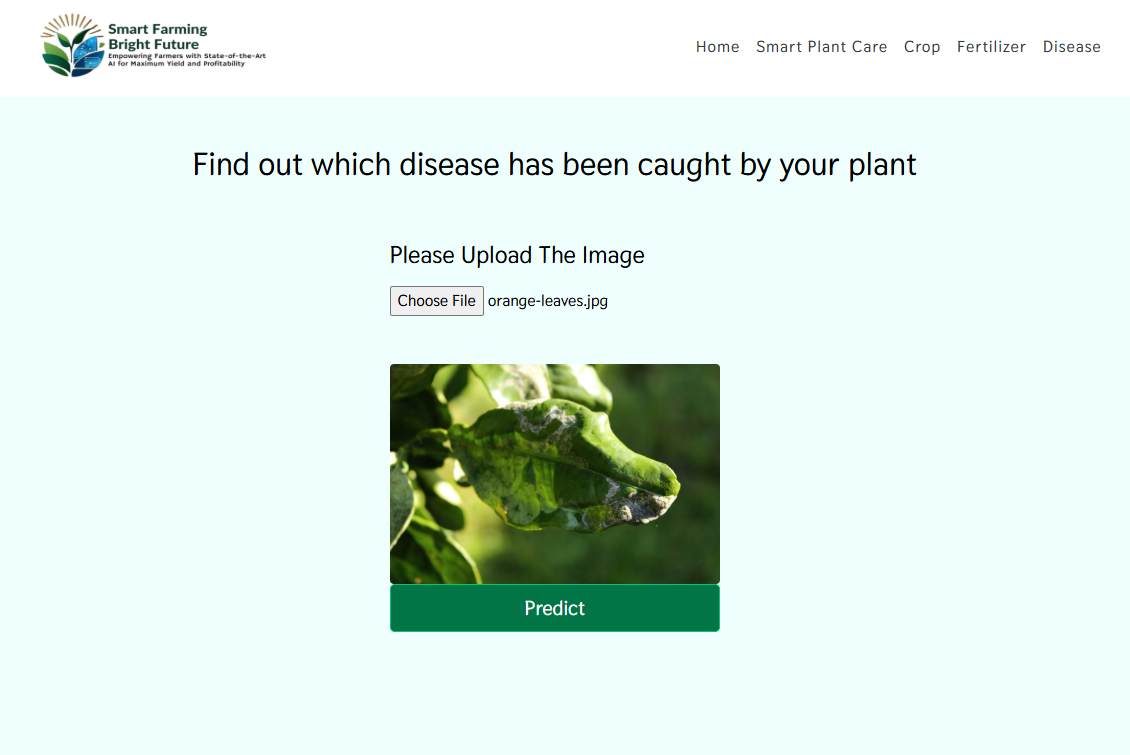 Smart Farming
Bright Future
Empowering Farmers with State-of-the-Art
AI for Maximum Yield and Profitability
Home Smart Plant Care Crop Fertilizer Disease
Find out which disease has been caught by your plant
Please Upload The Image
Choose File orange-leaves.jpg
Predict